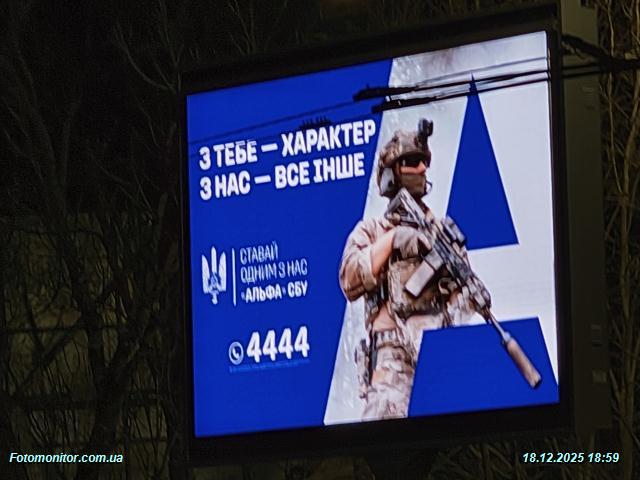 З ТЕБЕ — ХАРАКТЕР
З НАС — ВСЕ ІНШЕ
СТАВАЙ
ОДНИМ З НАС
«АЛЬФА» СБУ
4444
Fotomonitor.com.ua
18.12.2025 18:59